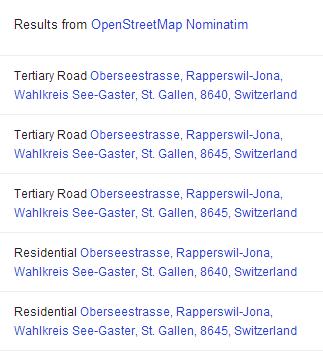 Results from OpenStreetMap Nominatim
Tertiary Road Oberseestrasse, Rapperswil-Jona,
Wahlkreis See-Gaster, St. Gallen, 8640, Switzerland
Tertiary Road Oberseestrasse, Rapperswil-Jona,
Wahlkreis See-Gaster, St. Gallen, 8645, Switzerland
Tertiary Road Oberseestrasse, Rapperswil-Jona,
Wahlkreis See-Gaster, St. Gallen, 8645, Switzerland
Residential Oberseestrasse, Rapperswil-Jona,
Wahlkreis See-Gaster, St. Gallen, 8640, Switzerland
Residential Oberseestrasse, Rapperswil-Jona,
Wahlkreis See-Gaster, St. Gallen, 8645, Switzerland